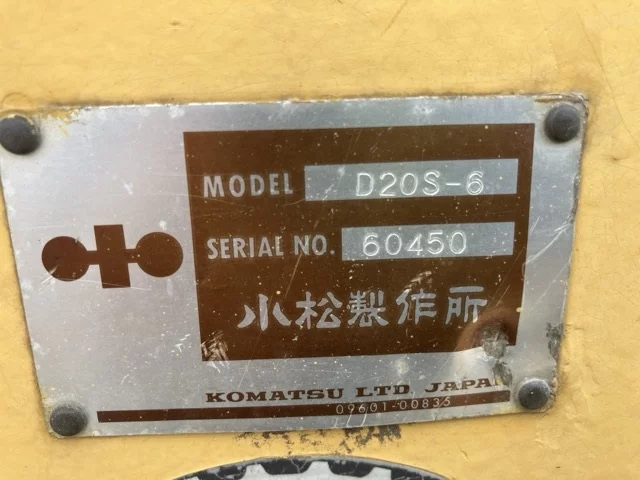 MODEL D20S-6
SERIAL NO. 60450
小松製作所
KOMATSU LTD. JAPAN
09601-00835